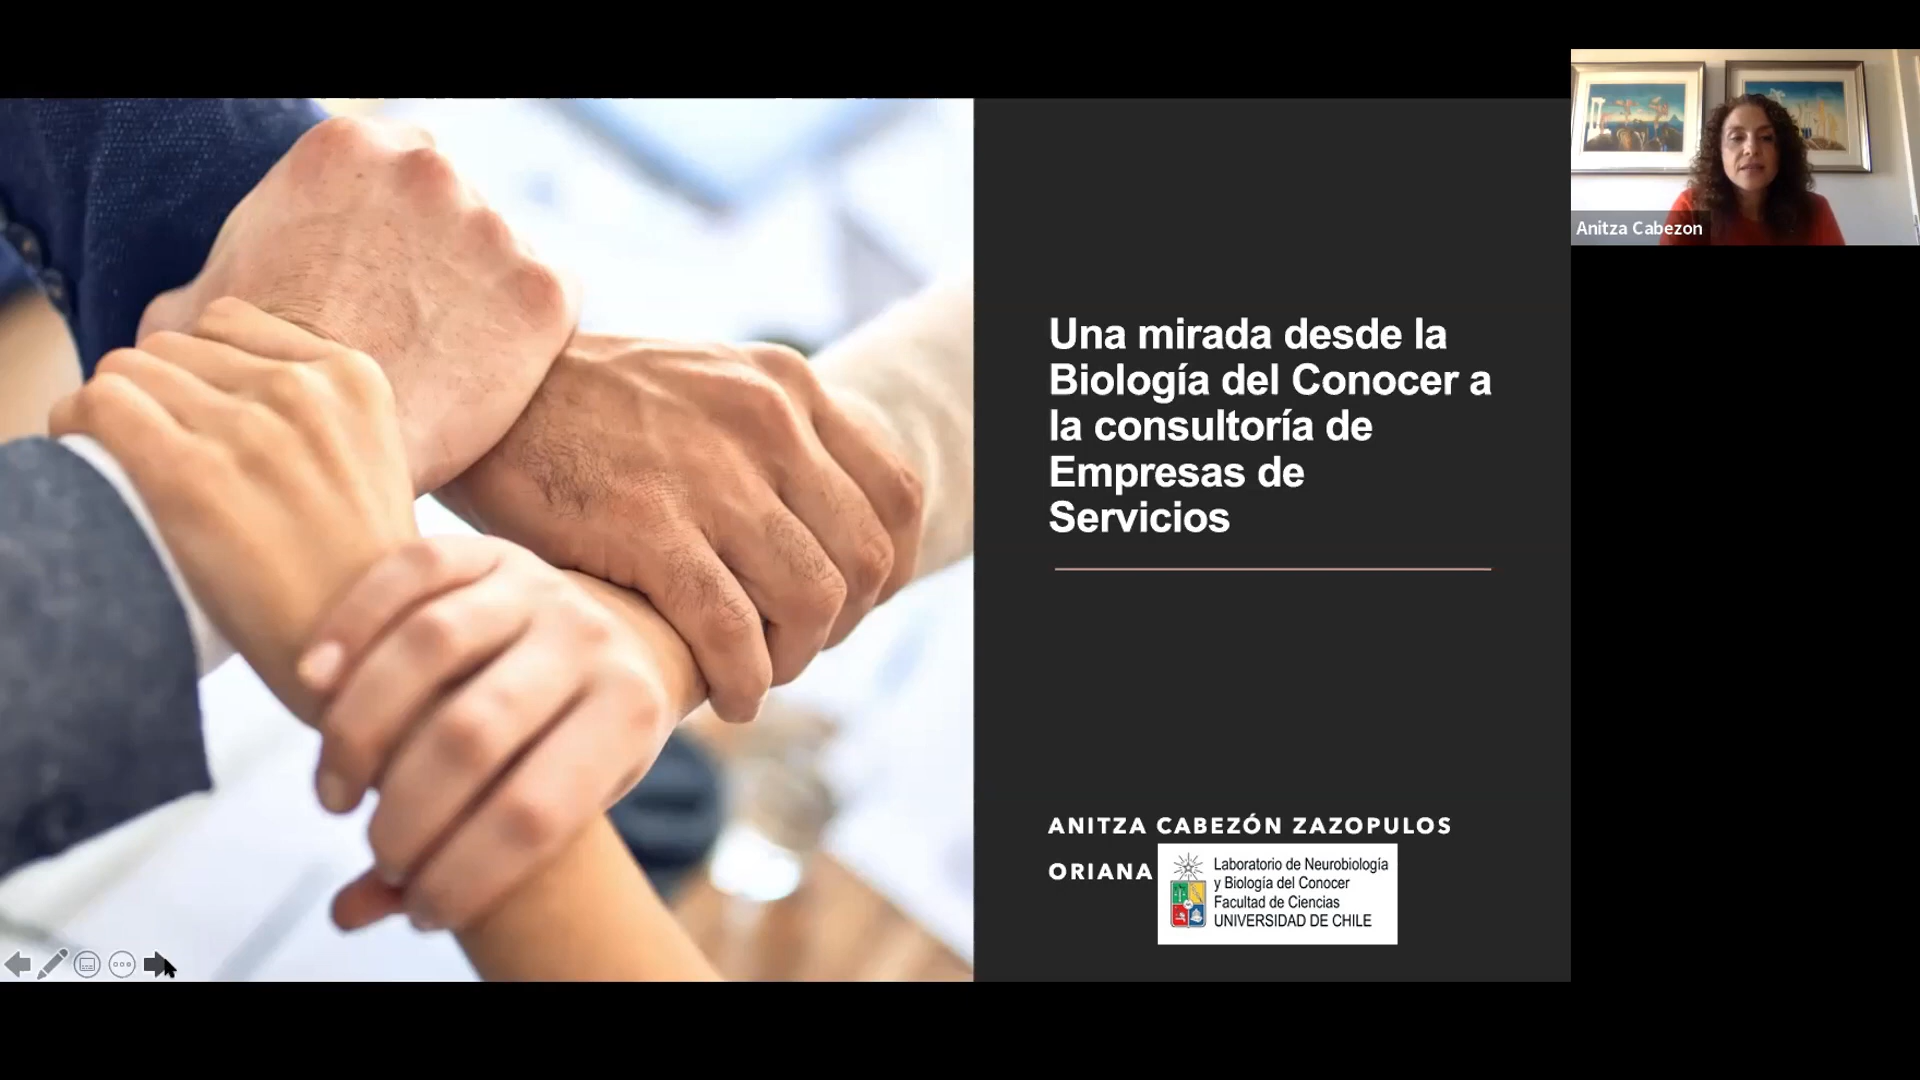 Anitza Cabezon
Una mirada desde la
Biología del Conocer a
la consultoría de
Empresas de
Servicios
ANITZA CABEZÓN ZAZOPULOS
ORIANA
Laboratorio de Neurobiología
y Biología del Conocer
Facultad de Ciencias
UNIVERSIDAD DE CHILE